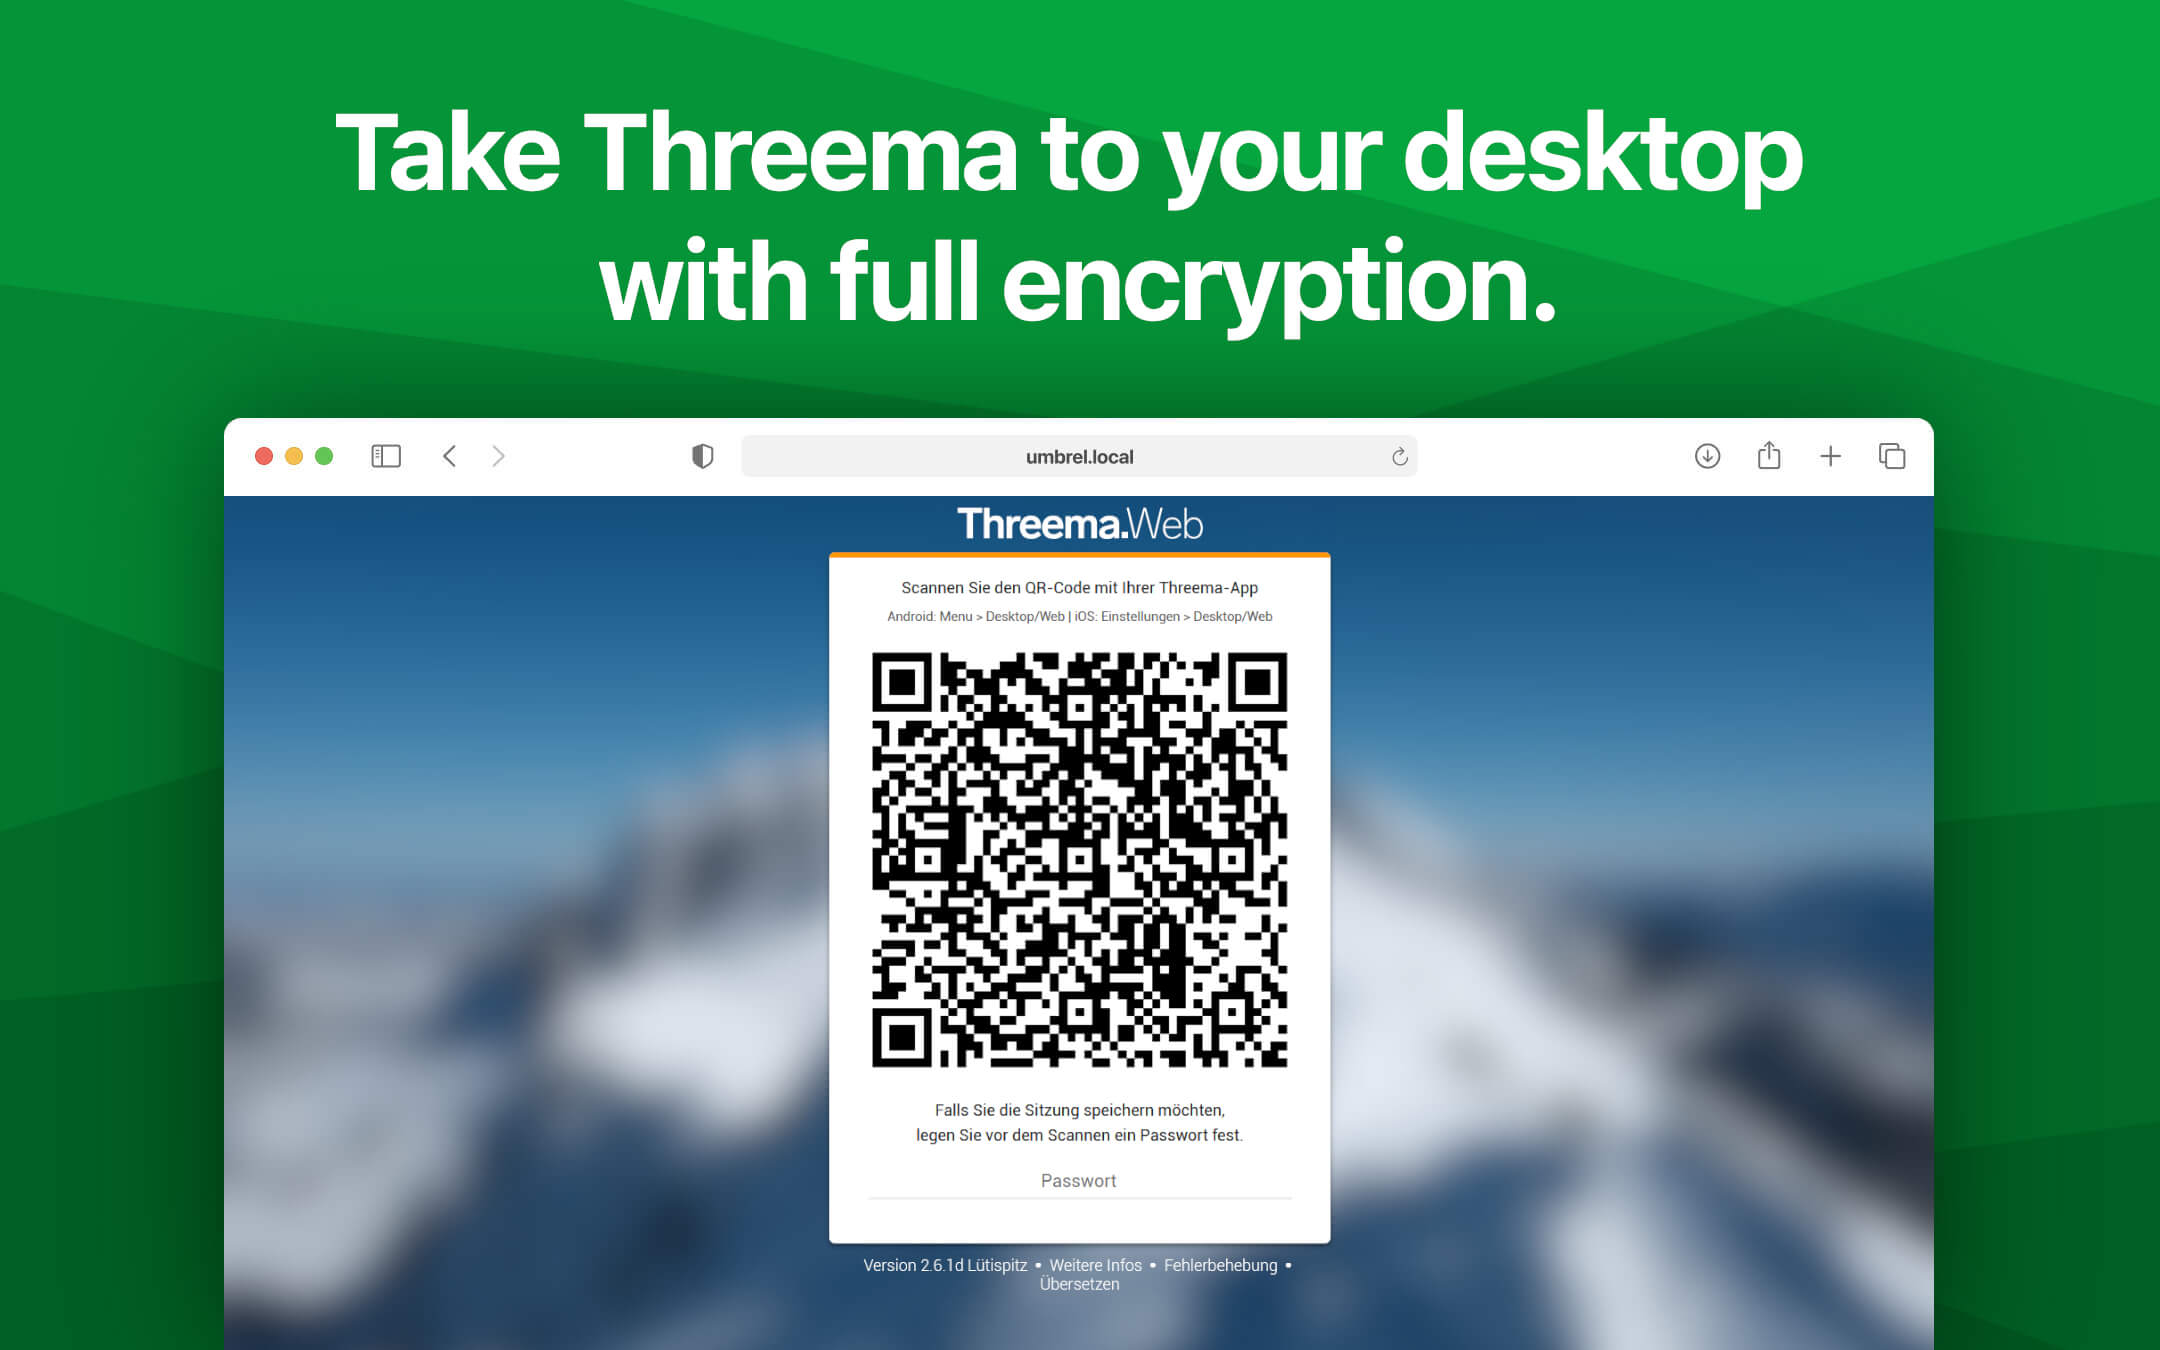 Take Threema to your desktop
with full encryption.
umbrel.local
Threema.Web
Scannen Sie den QR-Code mit Ihrer Threema-App
Android: Menu > Desktop/Web | iOS: Einstellungen > Desktop/Web
Falls Sie die Sitzung speichern möchten,
legen Sie vor dem Scannen ein Passwort fest.
Passwort
Version 2.6.1d Lütispitz • Weitere Infos • Fehlerbehebung •
Übersetzen